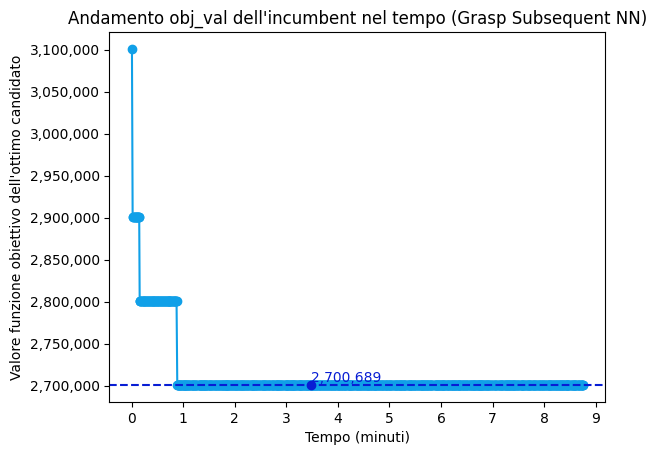 Andamento obj_val dell'incumbent nel tempo (Grasp Subsequent NN)
Valore funzione obiettivo dell'ottimo candidato
3,100,000
3,050,000
3,000,000
2,950,000
2,900,000
2,850,000
2,800,000
2,750,000
2,700,000
2,700,689
0 1 2 3 4 5 6 7 8 9
Tempo (minuti)